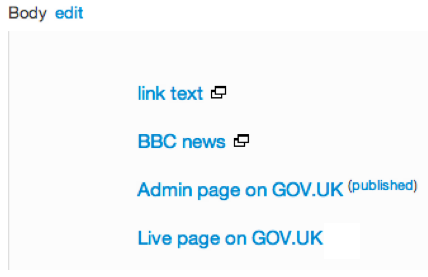 Body edit
link text
BBC news
Admin page on GOV.UK (published)
Live page on GOV.UK